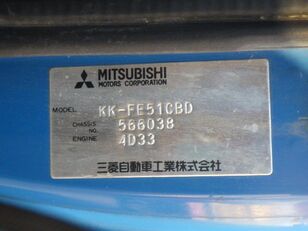 MITSUBISHI
MOTORS CORPORATION
MODEL KK-FE51CBD
CHASSIS NO. 566038
ENGINE 4D33
三菱自動車工業株式会社